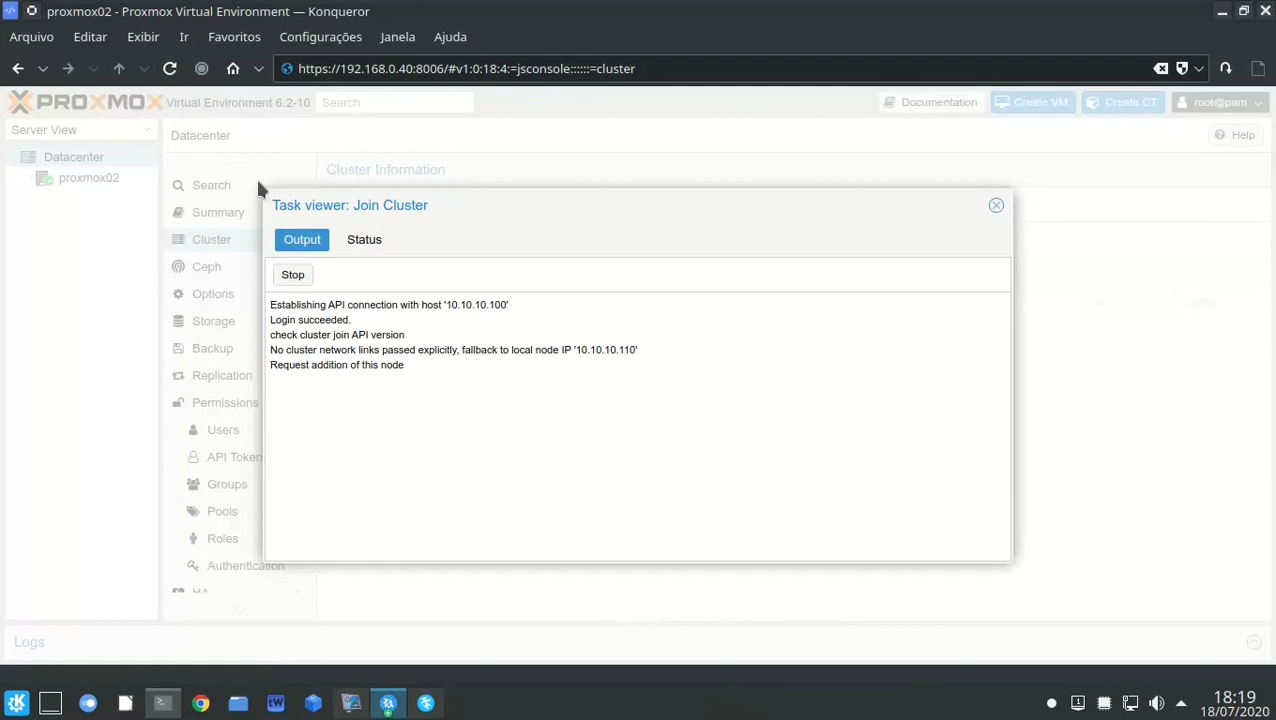 proxmox02 - Proxmox Virtual Environment — Konqueror
Arquivo Editar Exibir Ir Favoritos Configurações Janela Ajuda
https://192.168.0.40:8006/#v1:0:18:4:=jsconsole::::::=cluster
PROXMOX Virtual Environment 6.2-10 Search Documentation Create VM Create CT root@pam
Server View
Datacenter Help
Datacenter
proxmox02
Cluster Information
Search
Summary
Cluster
Ceph
Options
Storage
Backup
Replication
Permissions
Users
API Token
Groups
Pools
Roles
Authentication
HA
Task viewer: Join Cluster
Output Status
Stop
Establishing API connection with host '10.10.10.100'
Login succeeded.
check cluster join API version
No cluster network links passed explicitly, fallback to local node IP '10.10.10.110'
Request addition of this node
Logs
18:19
18/07/2020